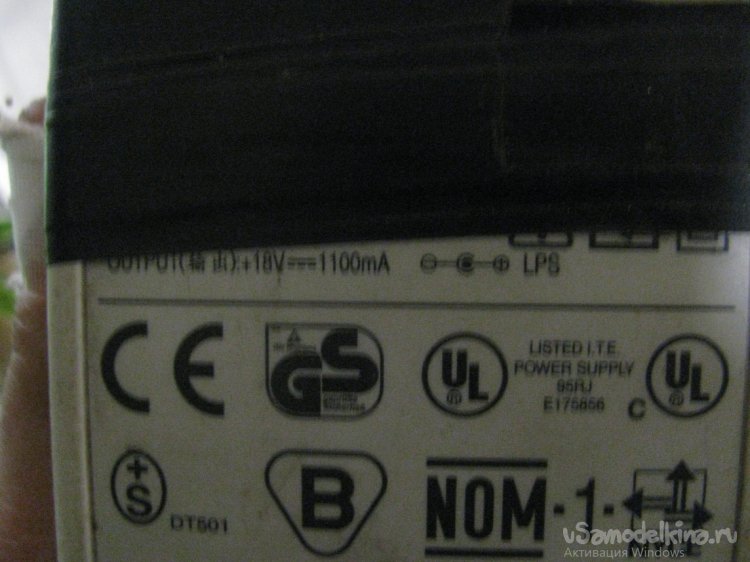 OUTPUT(输出):+18V⎓1100mA LPS
CE GS UL LISTED I.T.E.
POWER SUPPLY
95RJ
E175856 C UL
+S DT501 B NOM-1-
vSamodelkina.ru
Активация Windows